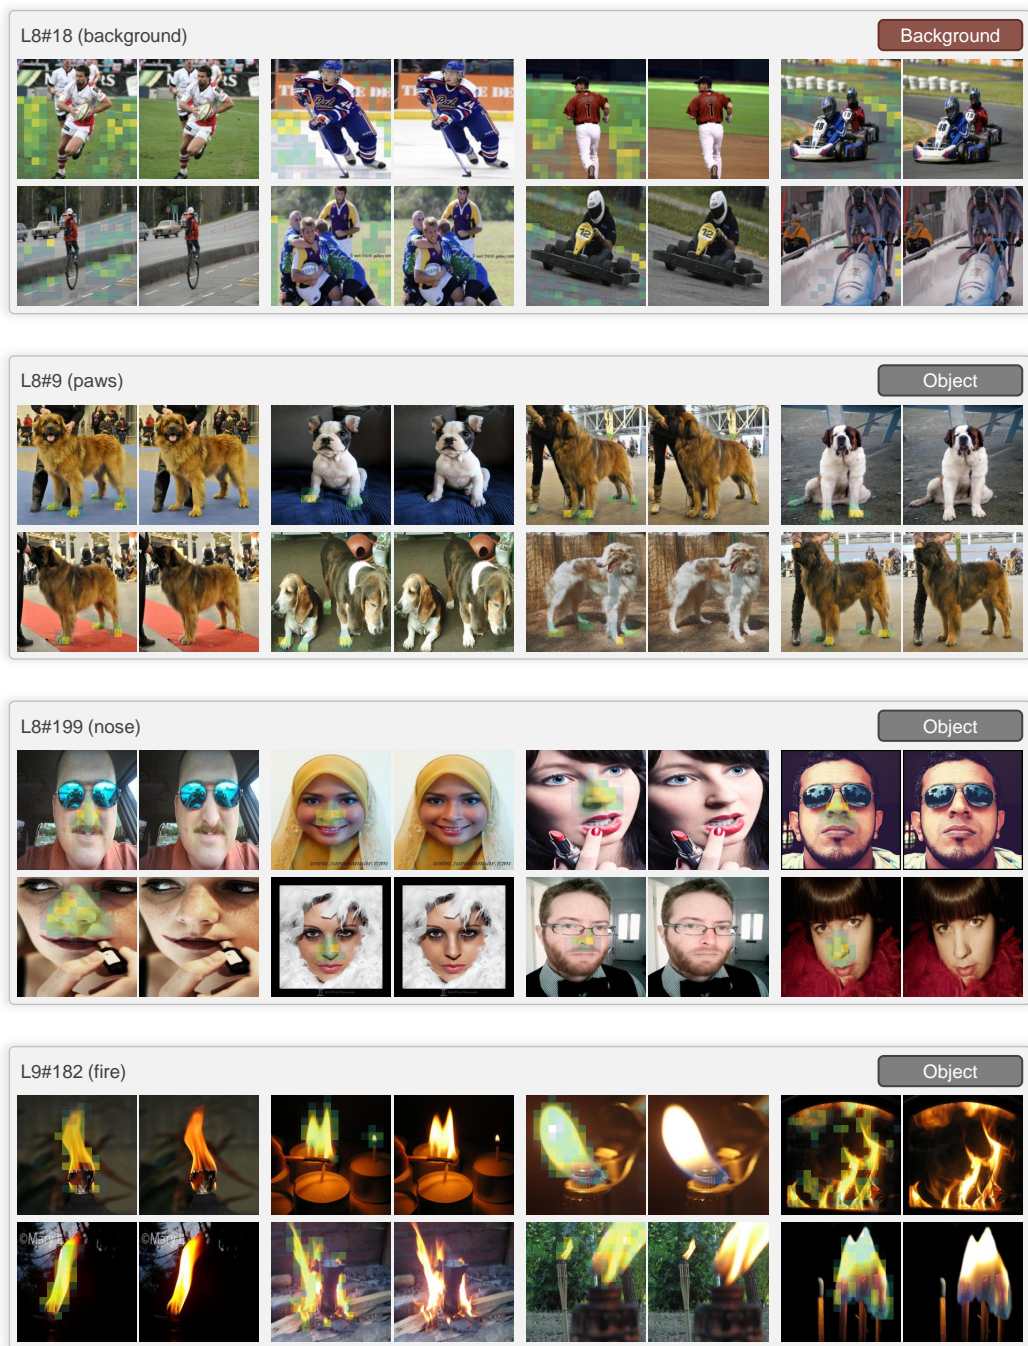 L8#18 (background)
Background
L8#9 (paws)
Object
L8#199 (nose)
Object
L9#182 (fire)
Object